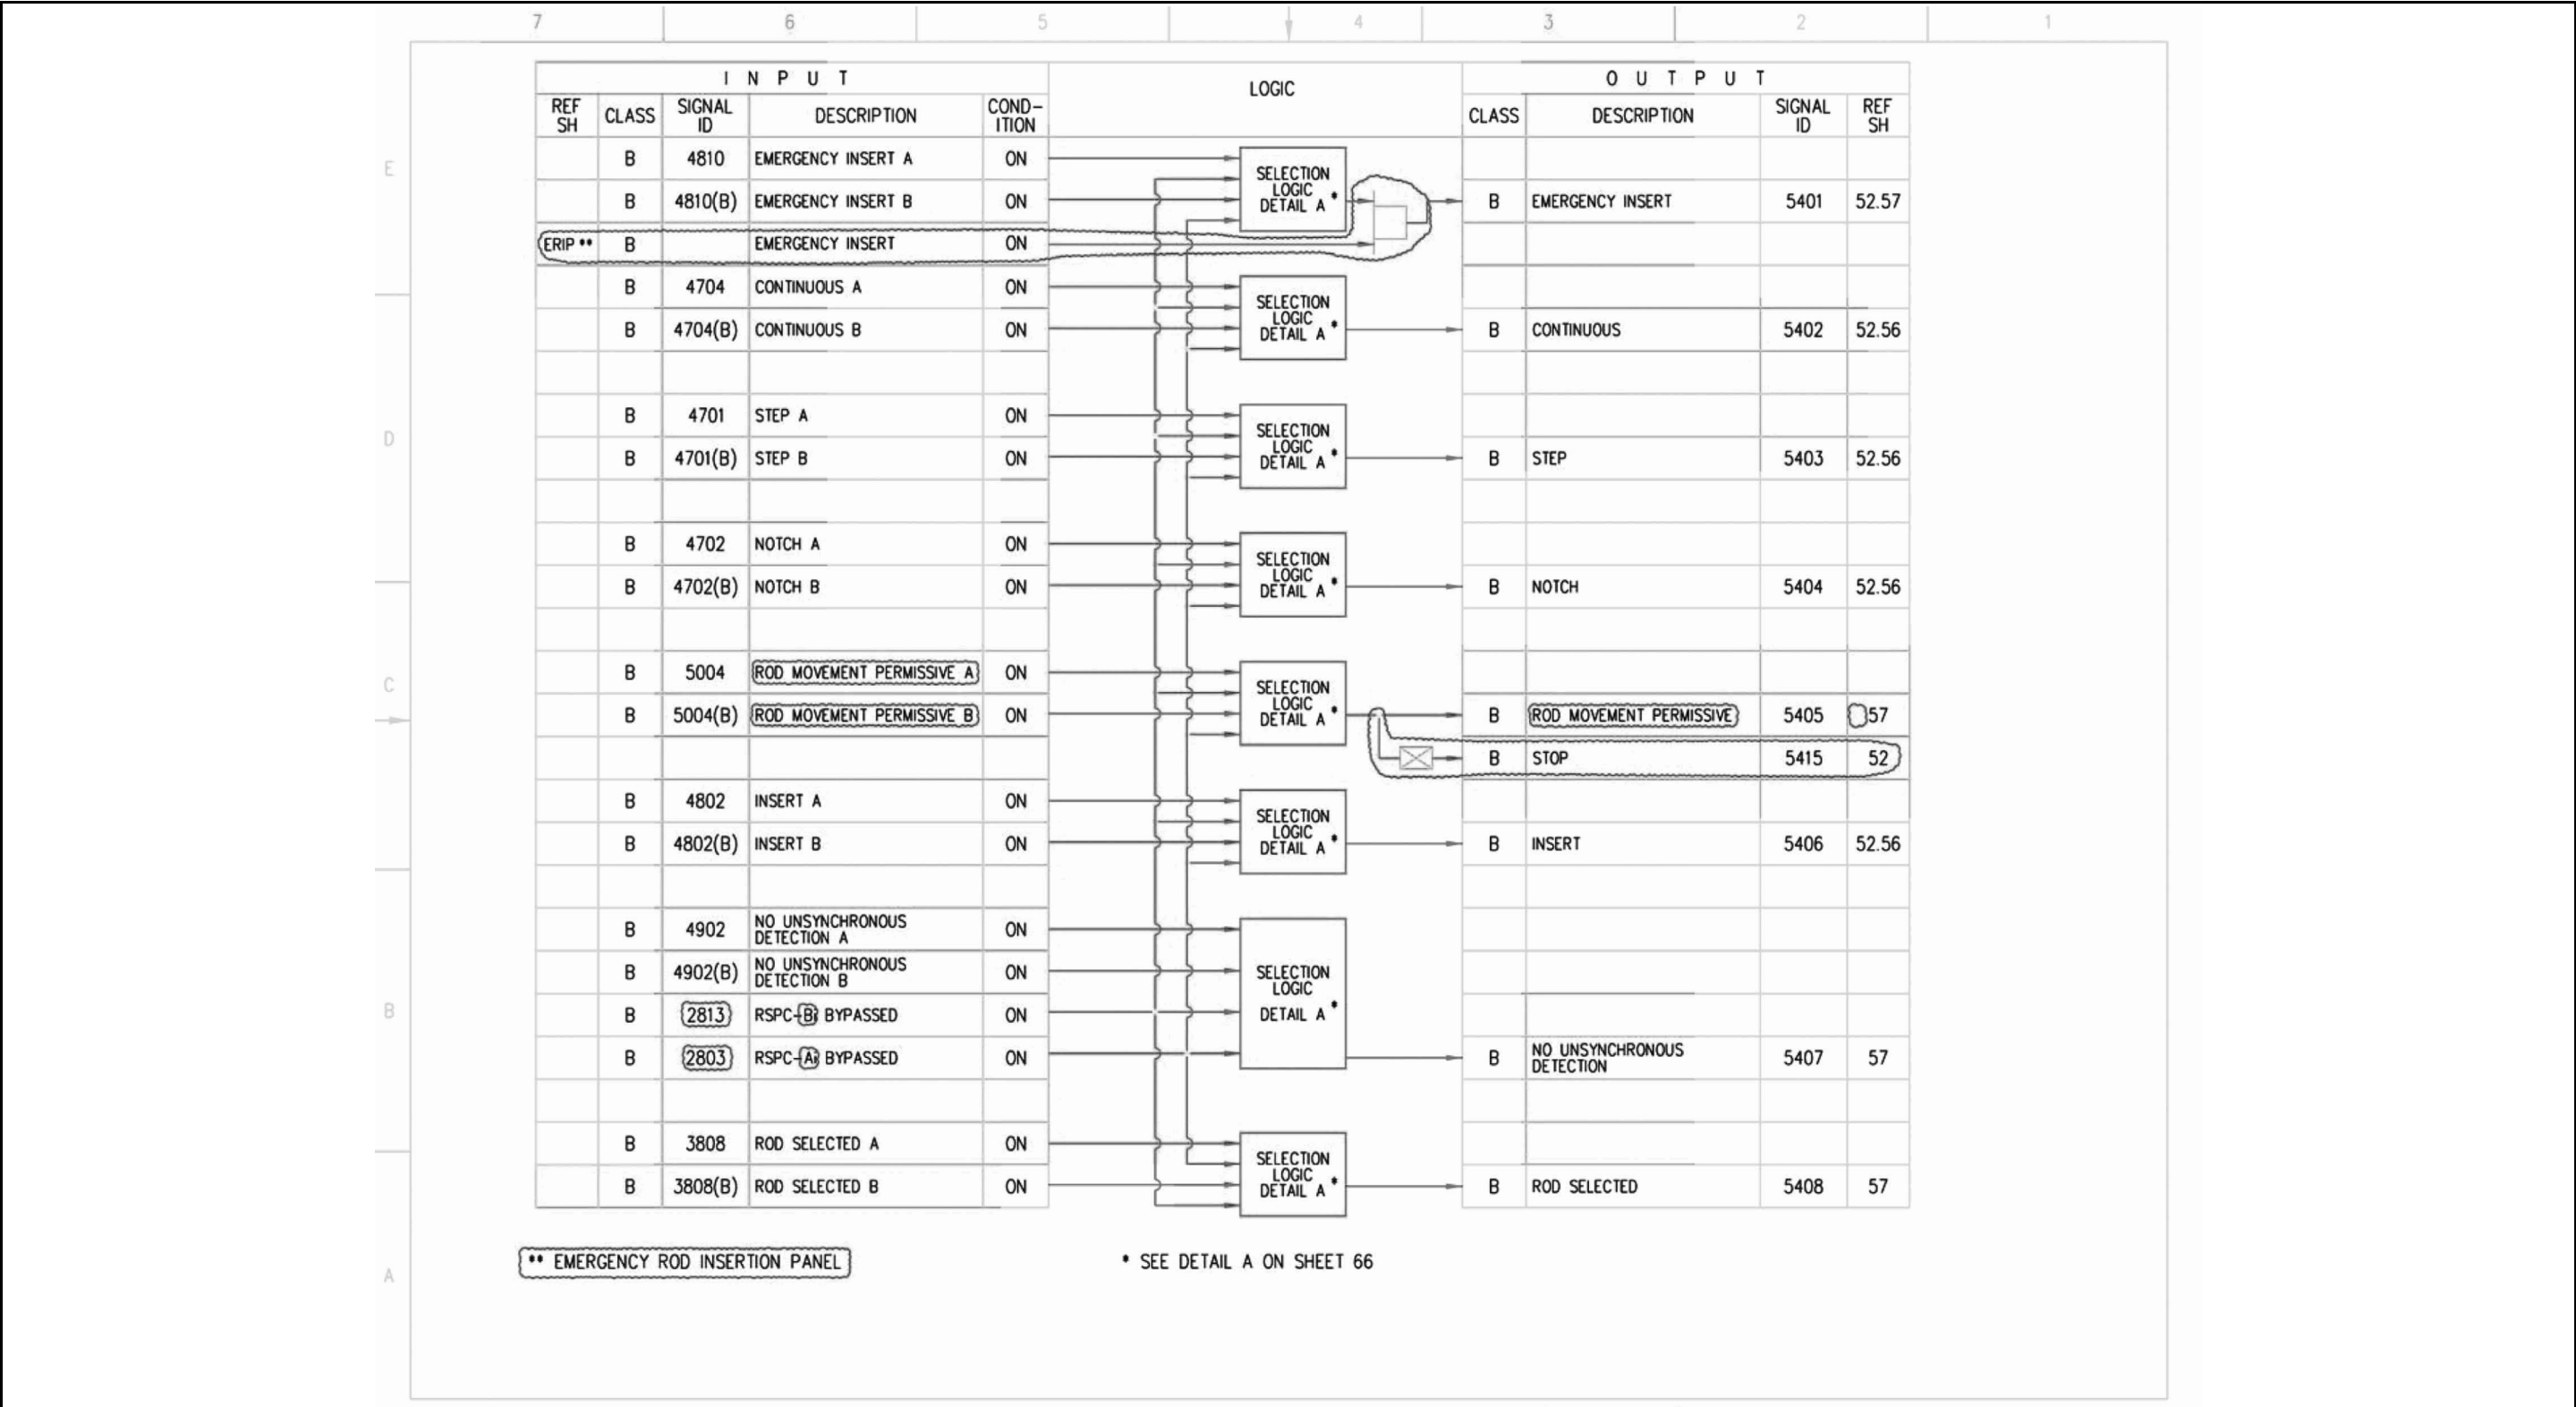 7 6 5 4 3 2 1
I N P U T
LOGIC
O U T P U T
REF SH CLASS SIGNAL ID DESCRIPTION COND-ITION
CLASS DESCRIPTION SIGNAL ID REF SH
E
B 4810 EMERGENCY INSERT A ON
SELECTION
LOGIC
DETAIL A *
B 4810(B) EMERGENCY INSERT B ON
B EMERGENCY INSERT 5401 52.57
ERIP ** B EMERGENCY INSERT ON
B 4704 CONTINUOUS A ON
SELECTION
LOGIC
DETAIL A *
B 4704(B) CONTINUOUS B ON
B CONTINUOUS 5402 52.56
D
B 4701 STEP A ON
SELECTION
LOGIC
DETAIL A *
B 4701(B) STEP B ON
B STEP 5403 52.56
B 4702 NOTCH A ON
SELECTION
LOGIC
DETAIL A *
B 4702(B) NOTCH B ON
B NOTCH 5404 52.56
C
B 5004 ROD MOVEMENT PERMISSIVE A ON
SELECTION
LOGIC
DETAIL A *
B 5004(B) ROD MOVEMENT PERMISSIVE B ON
B ROD MOVEMENT PERMISSIVE 5405 57
B STOP 5415 52
B 4802 INSERT A ON
SELECTION
LOGIC
DETAIL A *
B 4802(B) INSERT B ON
B INSERT 5406 52.56
B 4902 NO UNSYNCHRONOUS
DETECTION A ON
B 4902(B) NO UNSYNCHRONOUS
DETECTION B ON
SELECTION
LOGIC
DETAIL A *
B
B 2813 RSPC-B BYPASSED ON
B 2803 RSPC-A BYPASSED ON
B NO UNSYNCHRONOUS
DETECTION 5407 57
B 3808 ROD SELECTED A ON
SELECTION
LOGIC
DETAIL A *
B 3808(B) ROD SELECTED B ON
B ROD SELECTED 5408 57
A
** EMERGENCY ROD INSERTION PANEL
* SEE DETAIL A ON SHEET 66